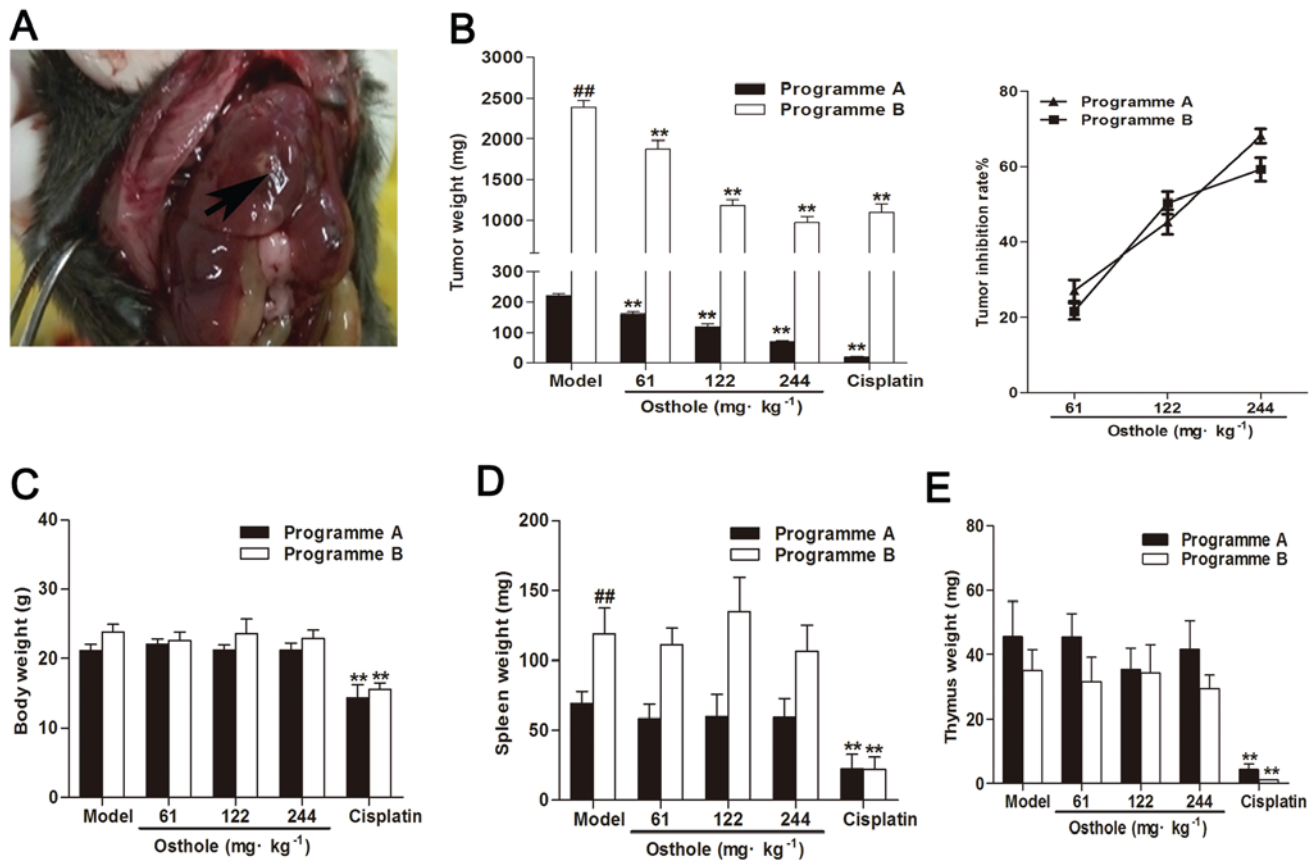 A
B
3000
2500
2000
1500
1000
300
200
100
0
Tumor weight (mg)
Programme A
Programme B
##
**
**
**
**
**
**
**
**
Model
61
122
244
Cisplatin
Osthole (mg· kg-1)
80
60
40
20
0
Tumor inhibition rate%
Programme A
Programme B
61
122
244
Osthole (mg· kg-1)
C
40
30
20
10
0
Body weight (g)
Programme A
Programme B
** **
Model
61
122
244
Cisplatin
Osthole (mg· kg-1)
D
200
150
100
50
0
Spleen weight (mg)
Programme A
Programme B
##
** **
Model
61
122
244
Cisplatin
Osthole (mg· kg-1)
E
80
60
40
20
0
Thymus weight (mg)
Programme A
Programme B
**
**
Model
61
122
244
Cisplatin
Osthole (mg· kg-1)